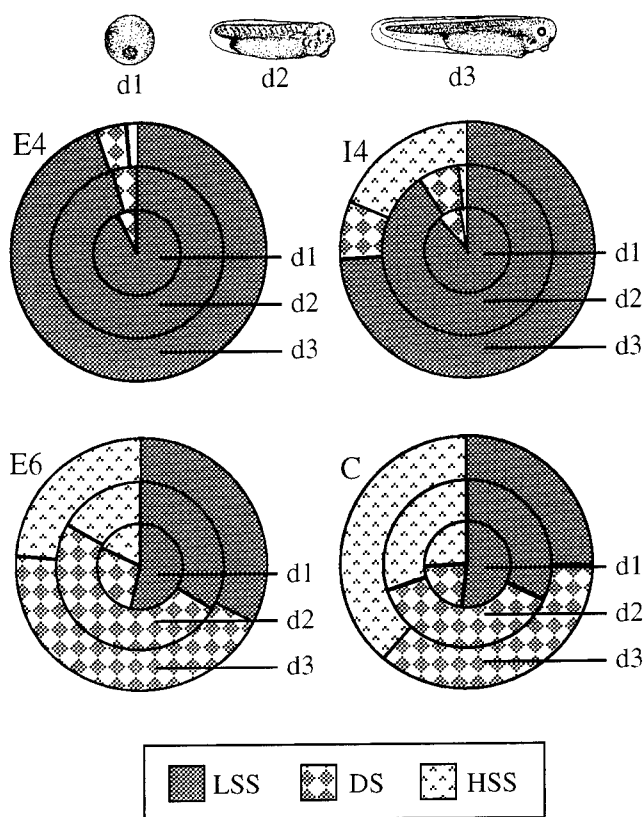 d1 d2 d3
E4 I4
d1 d1
d2 d2
d3 d3
E6 C
d1 d1
d2 d2
d3 d3
LSS DS HSS